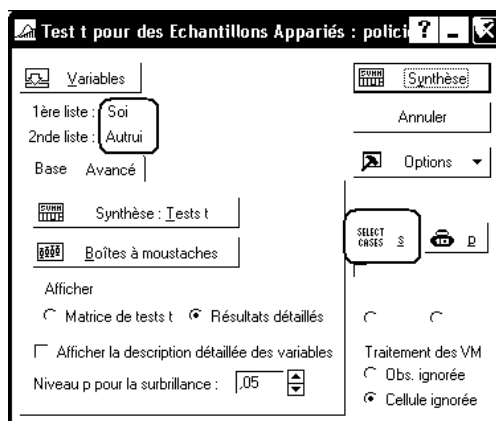 Test t pour des Echantillons Appariés : polici
Variables
1ère liste : Soi
2nde liste : Autrui
Base Avancé
Synthèse : Tests t
Boîtes à moustaches
Afficher
Matrice de tests t Résultats détaillés
Afficher la description détaillée des variables
Niveau p pour la surbrillance : ,05
Synthèse
Annuler
Options
SELECT CASES S D
Traitement des VM
Obs. ignorée
Cellule ignorée